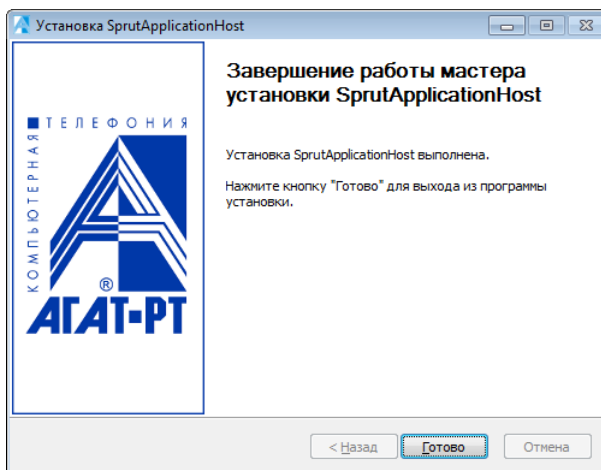 Установка SprutApplicationHost
ТЕЛЕФОНИЯ
КОМПЬЮТЕРНАЯ
®
АГАТ-РТ
Завершение работы мастера
установки SprutApplicationHost
Установка SprutApplicationHost выполнена.
Нажмите кнопку "Готово" для выхода из программы
установки.
< Назад
Готово
Отмена